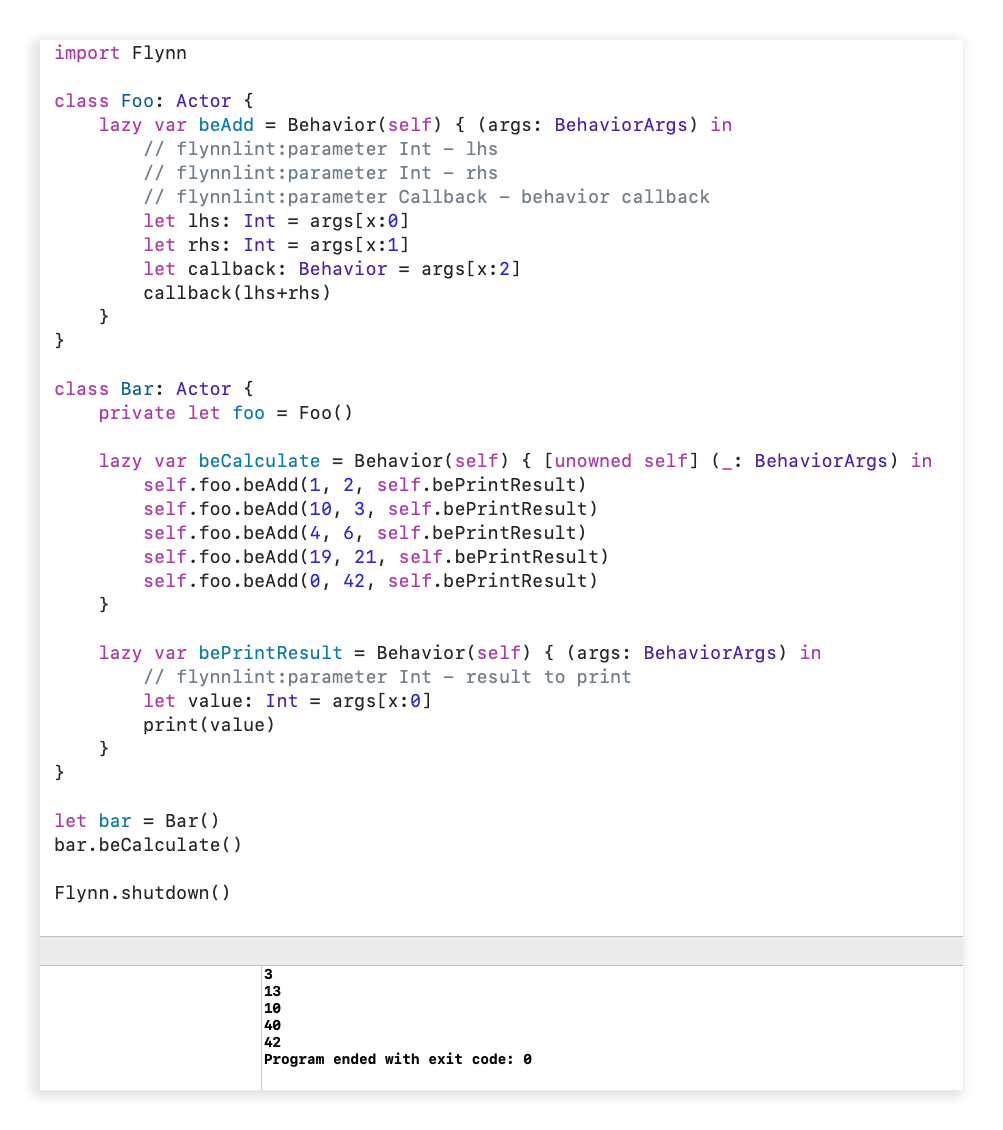 import Flynn
class Foo: Actor {
lazy var beAdd = Behavior(self) { (args: BehaviorArgs) in
// flynnlint:parameter Int – lhs
// flynnlint:parameter Int – rhs
// flynnlint:parameter Callback – behavior callback
let lhs: Int = args[x:0]
let rhs: Int = args[x:1]
let callback: Behavior = args[x:2]
callback(lhs+rhs)
}
}
class Bar: Actor {
private let foo = Foo()
lazy var beCalculate = Behavior(self) { [unowned self] (_: BehaviorArgs) in
self.foo.beAdd(1, 2, self.bePrintResult)
self.foo.beAdd(10, 3, self.bePrintResult)
self.foo.beAdd(4, 6, self.bePrintResult)
self.foo.beAdd(19, 21, self.bePrintResult)
self.foo.beAdd(0, 42, self.bePrintResult)
}
lazy var bePrintResult = Behavior(self) { (args: BehaviorArgs) in
// flynnlint:parameter Int – result to print
let value: Int = args[x:0]
print(value)
}
}
let bar = Bar()
bar.beCalculate()
Flynn.shutdown()
3
13
10
40
42
Program ended with exit code: 0